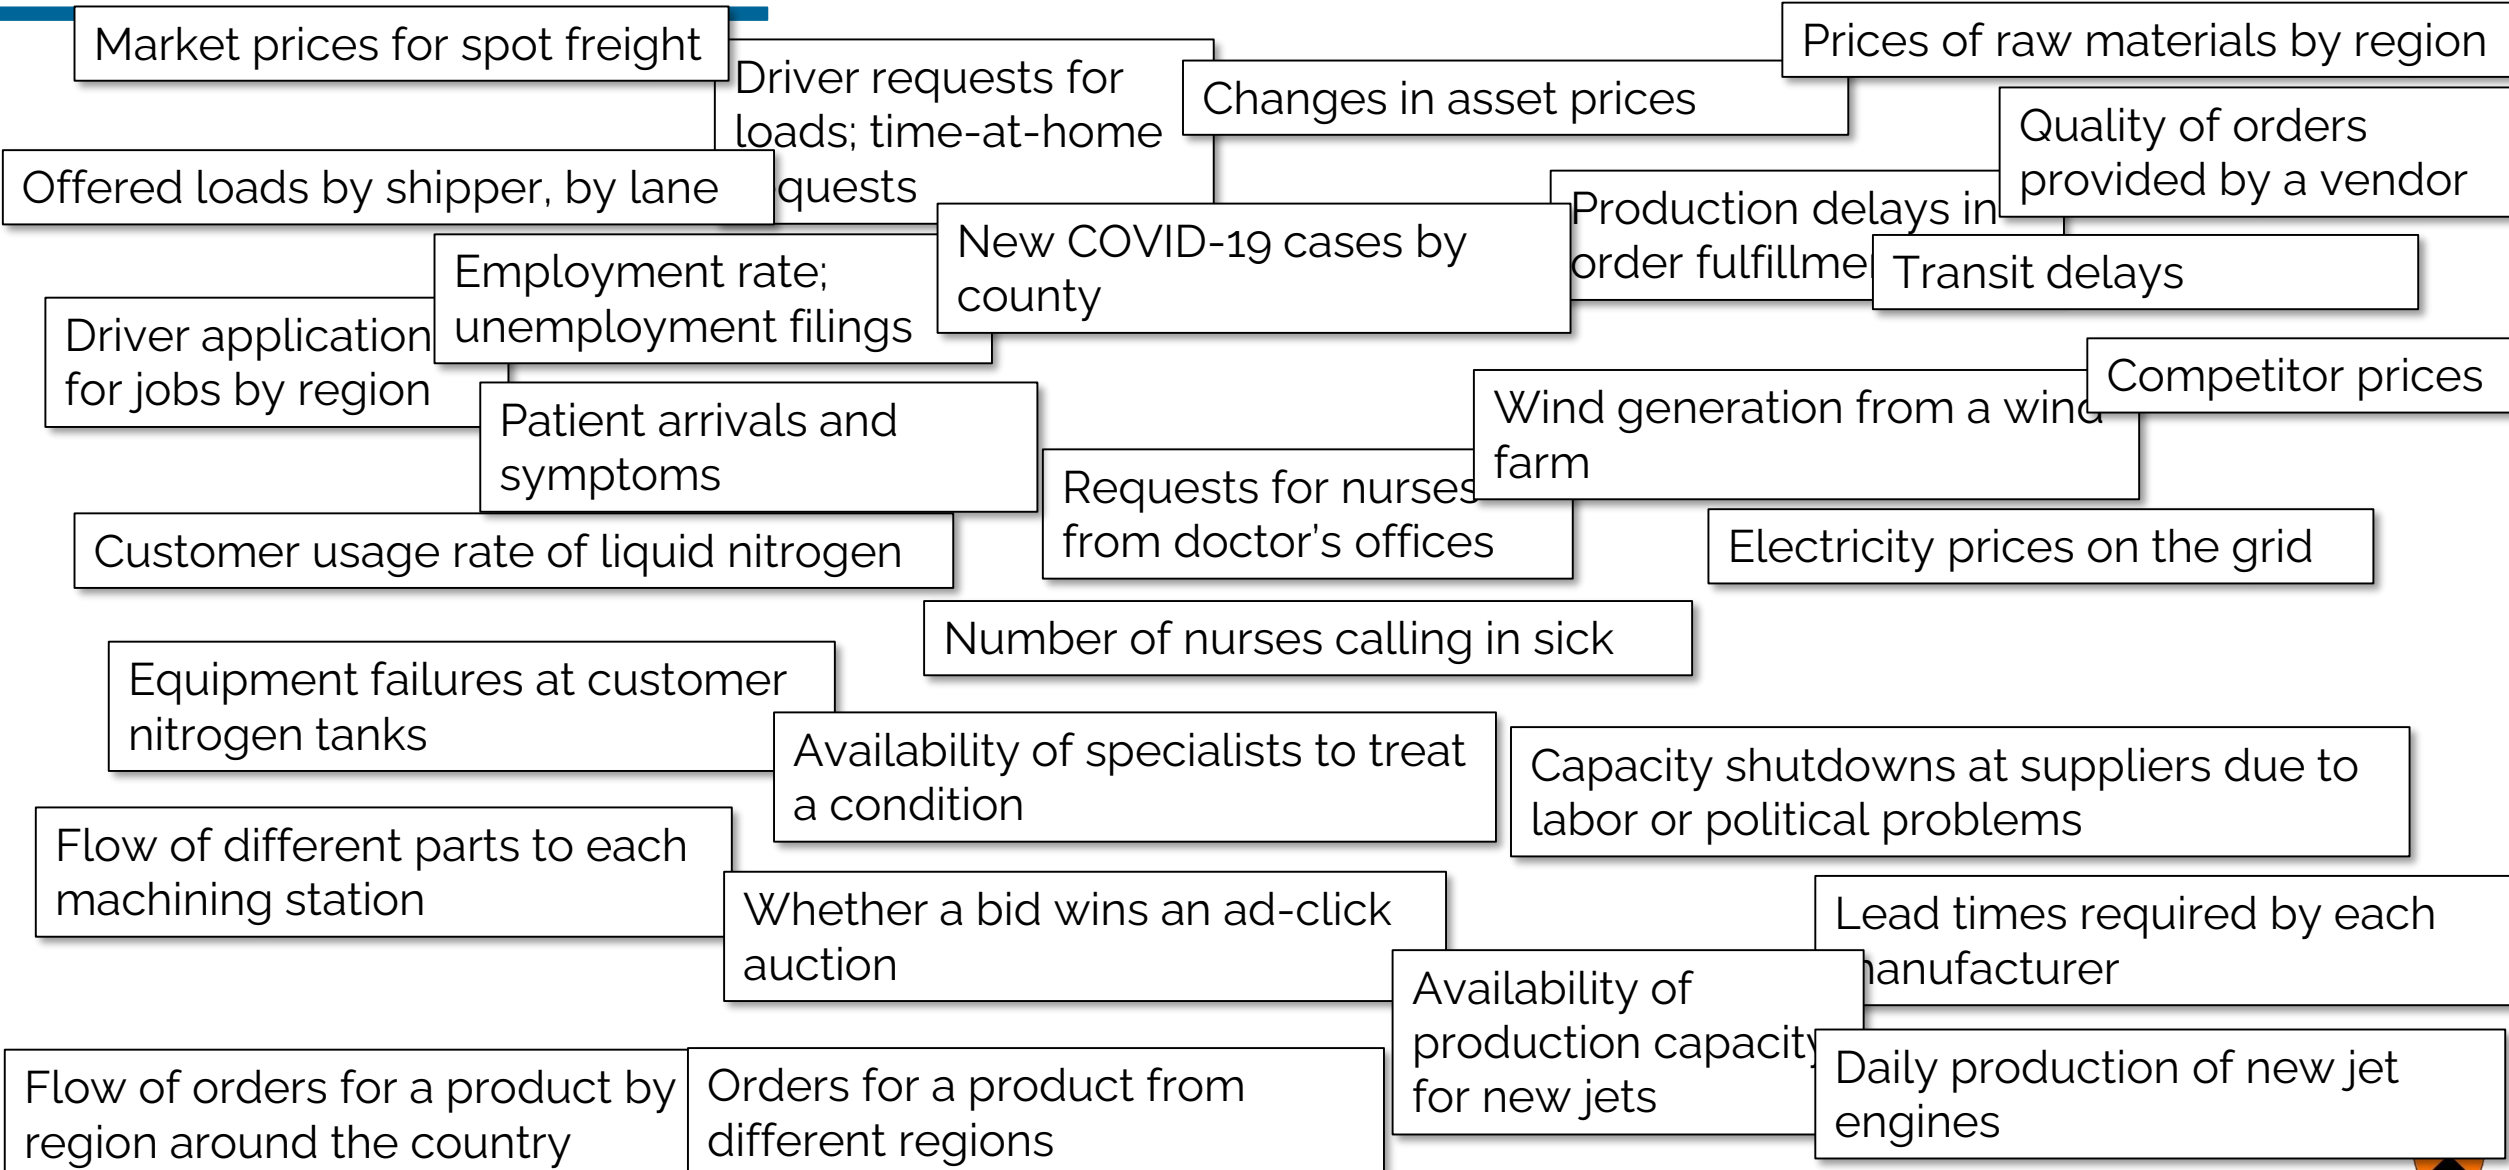 Market prices for spot freight
Driver requests for
loads; time-at-home
quests
Changes in asset prices
Prices of raw materials by region
Quality of orders
provided by a vendor
Offered loads by shipper, by lane
Production delays in
order fulfillme
Transit delays
New COVID-19 cases by
county
Employment rate;
unemployment filings
Driver application
for jobs by region
Competitor prices
Wind generation from a wind
farm
Patient arrivals and
symptoms
Requests for nurses
from doctor's offices
Customer usage rate of liquid nitrogen
Electricity prices on the grid
Number of nurses calling in sick
Equipment failures at customer
nitrogen tanks
Availability of specialists to treat
a condition
Capacity shutdowns at suppliers due to
labor or political problems
Flow of different parts to each
machining station
Whether a bid wins an ad-click
auction
Lead times required by each
anufacturer
Availability of
production capacity
for new jets
Daily production of new jet
engines
Flow of orders for a product by
region around the country
Orders for a product from
different regions